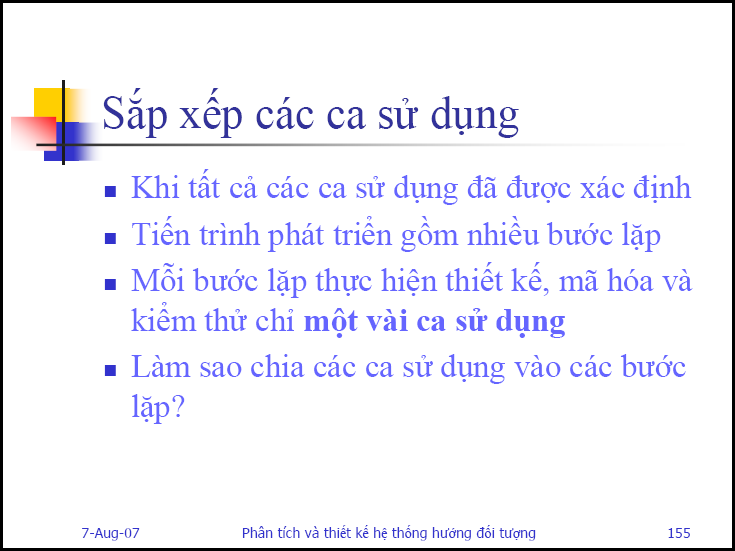 Sắp xếp các ca sử dụng
Khi tất cả các ca sử dụng đã được xác định
Tiến trình phát triển gồm nhiều bước lặp
Mỗi bước lặp thực hiện thiết kế, mã hóa và
kiểm thử chỉ một vài ca sử dụng
Làm sao chia các ca sử dụng vào các bước
lặp?
7-Aug-07 Phân tích và thiết kế hệ thống hướng đối tượng 155